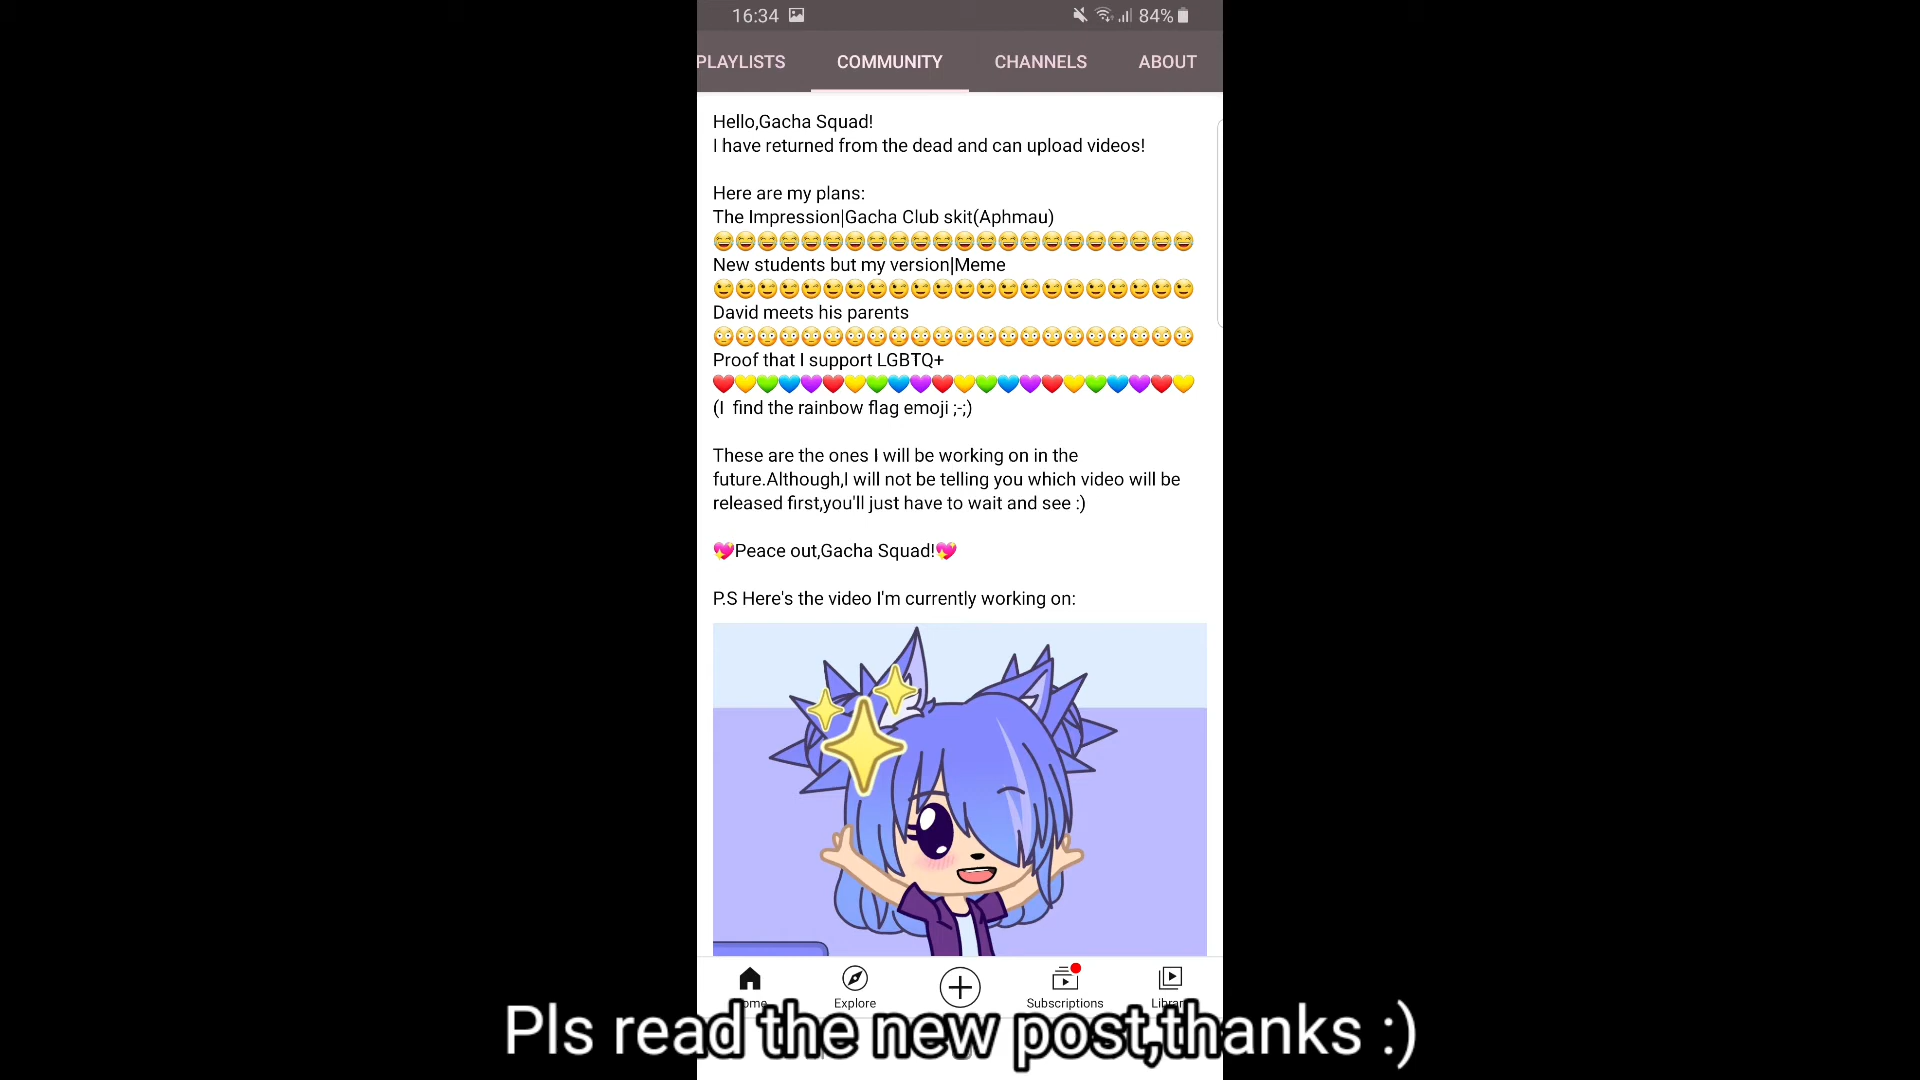 16:34 84%
PLAYLISTS COMMUNITY CHANNELS ABOUT
Hello,Gacha Squad!
I have returned from the dead and can upload videos!
Here are my plans:
The Impression|Gacha Club skit(Aphmau)
😂😂😂😂😂😂😂😂😂😂😂😂😂😂😂😂😂😂😂😂😂😂
New students but my version|Meme
😉😉😉😉😉😉😉😉😉😉😉😉😉😉😉😉😉😉😉😉😉😉
David meets his parents
😳😳😳😳😳😳😳😳😳😳😳😳😳😳😳😳😳😳😳😳😳😳
Proof that I support LGBTQ+
❤💛💚💙💜❤💛💚💙💜❤💛💚💙💜❤💛💚💙💜❤💛
(I  find the rainbow flag emoji ;-;)
These are the ones I will be working on in the
future.Although,I will not be telling you which video will be
released first,you'll just have to wait and see :)
💖Peace out,Gacha Squad!💖
P.S Here's the video I'm currently working on:
Explore Subscriptions
Pls read the new post,thanks :)